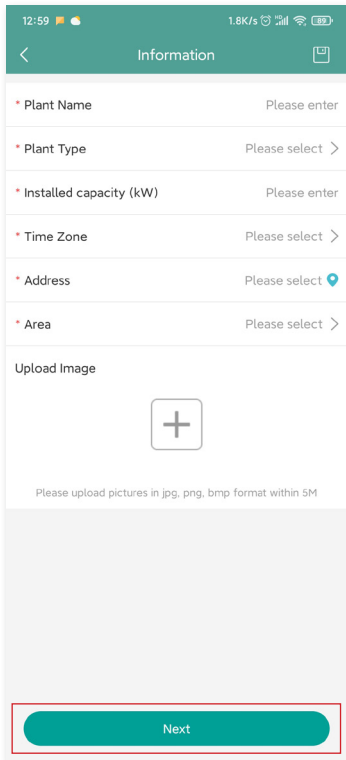 12:59 1.8K/s 89
Information
* Plant Name Please enter
* Plant Type Please select
* Installed capacity (kW) Please enter
* Time Zone Please select
* Address Please select
* Area Please select
Upload Image
Please upload pictures in jpg, png, bmp format within 5M
Next